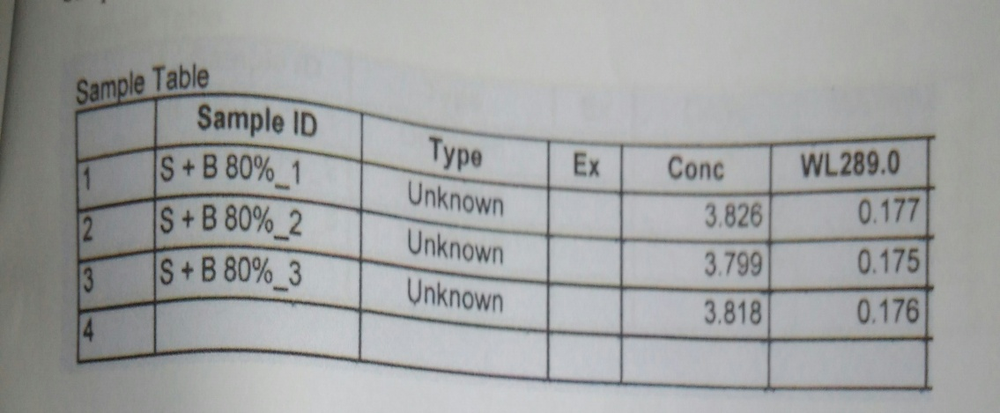 Sample Table
Sample ID Type Ex Conc WL289.0
1 S + B 80%_1 Unknown 3.826 0.177
2 S + B 80%_2 Unknown 3.799 0.175
3 S + B 80%_3 Unknown 3.818 0.176
4